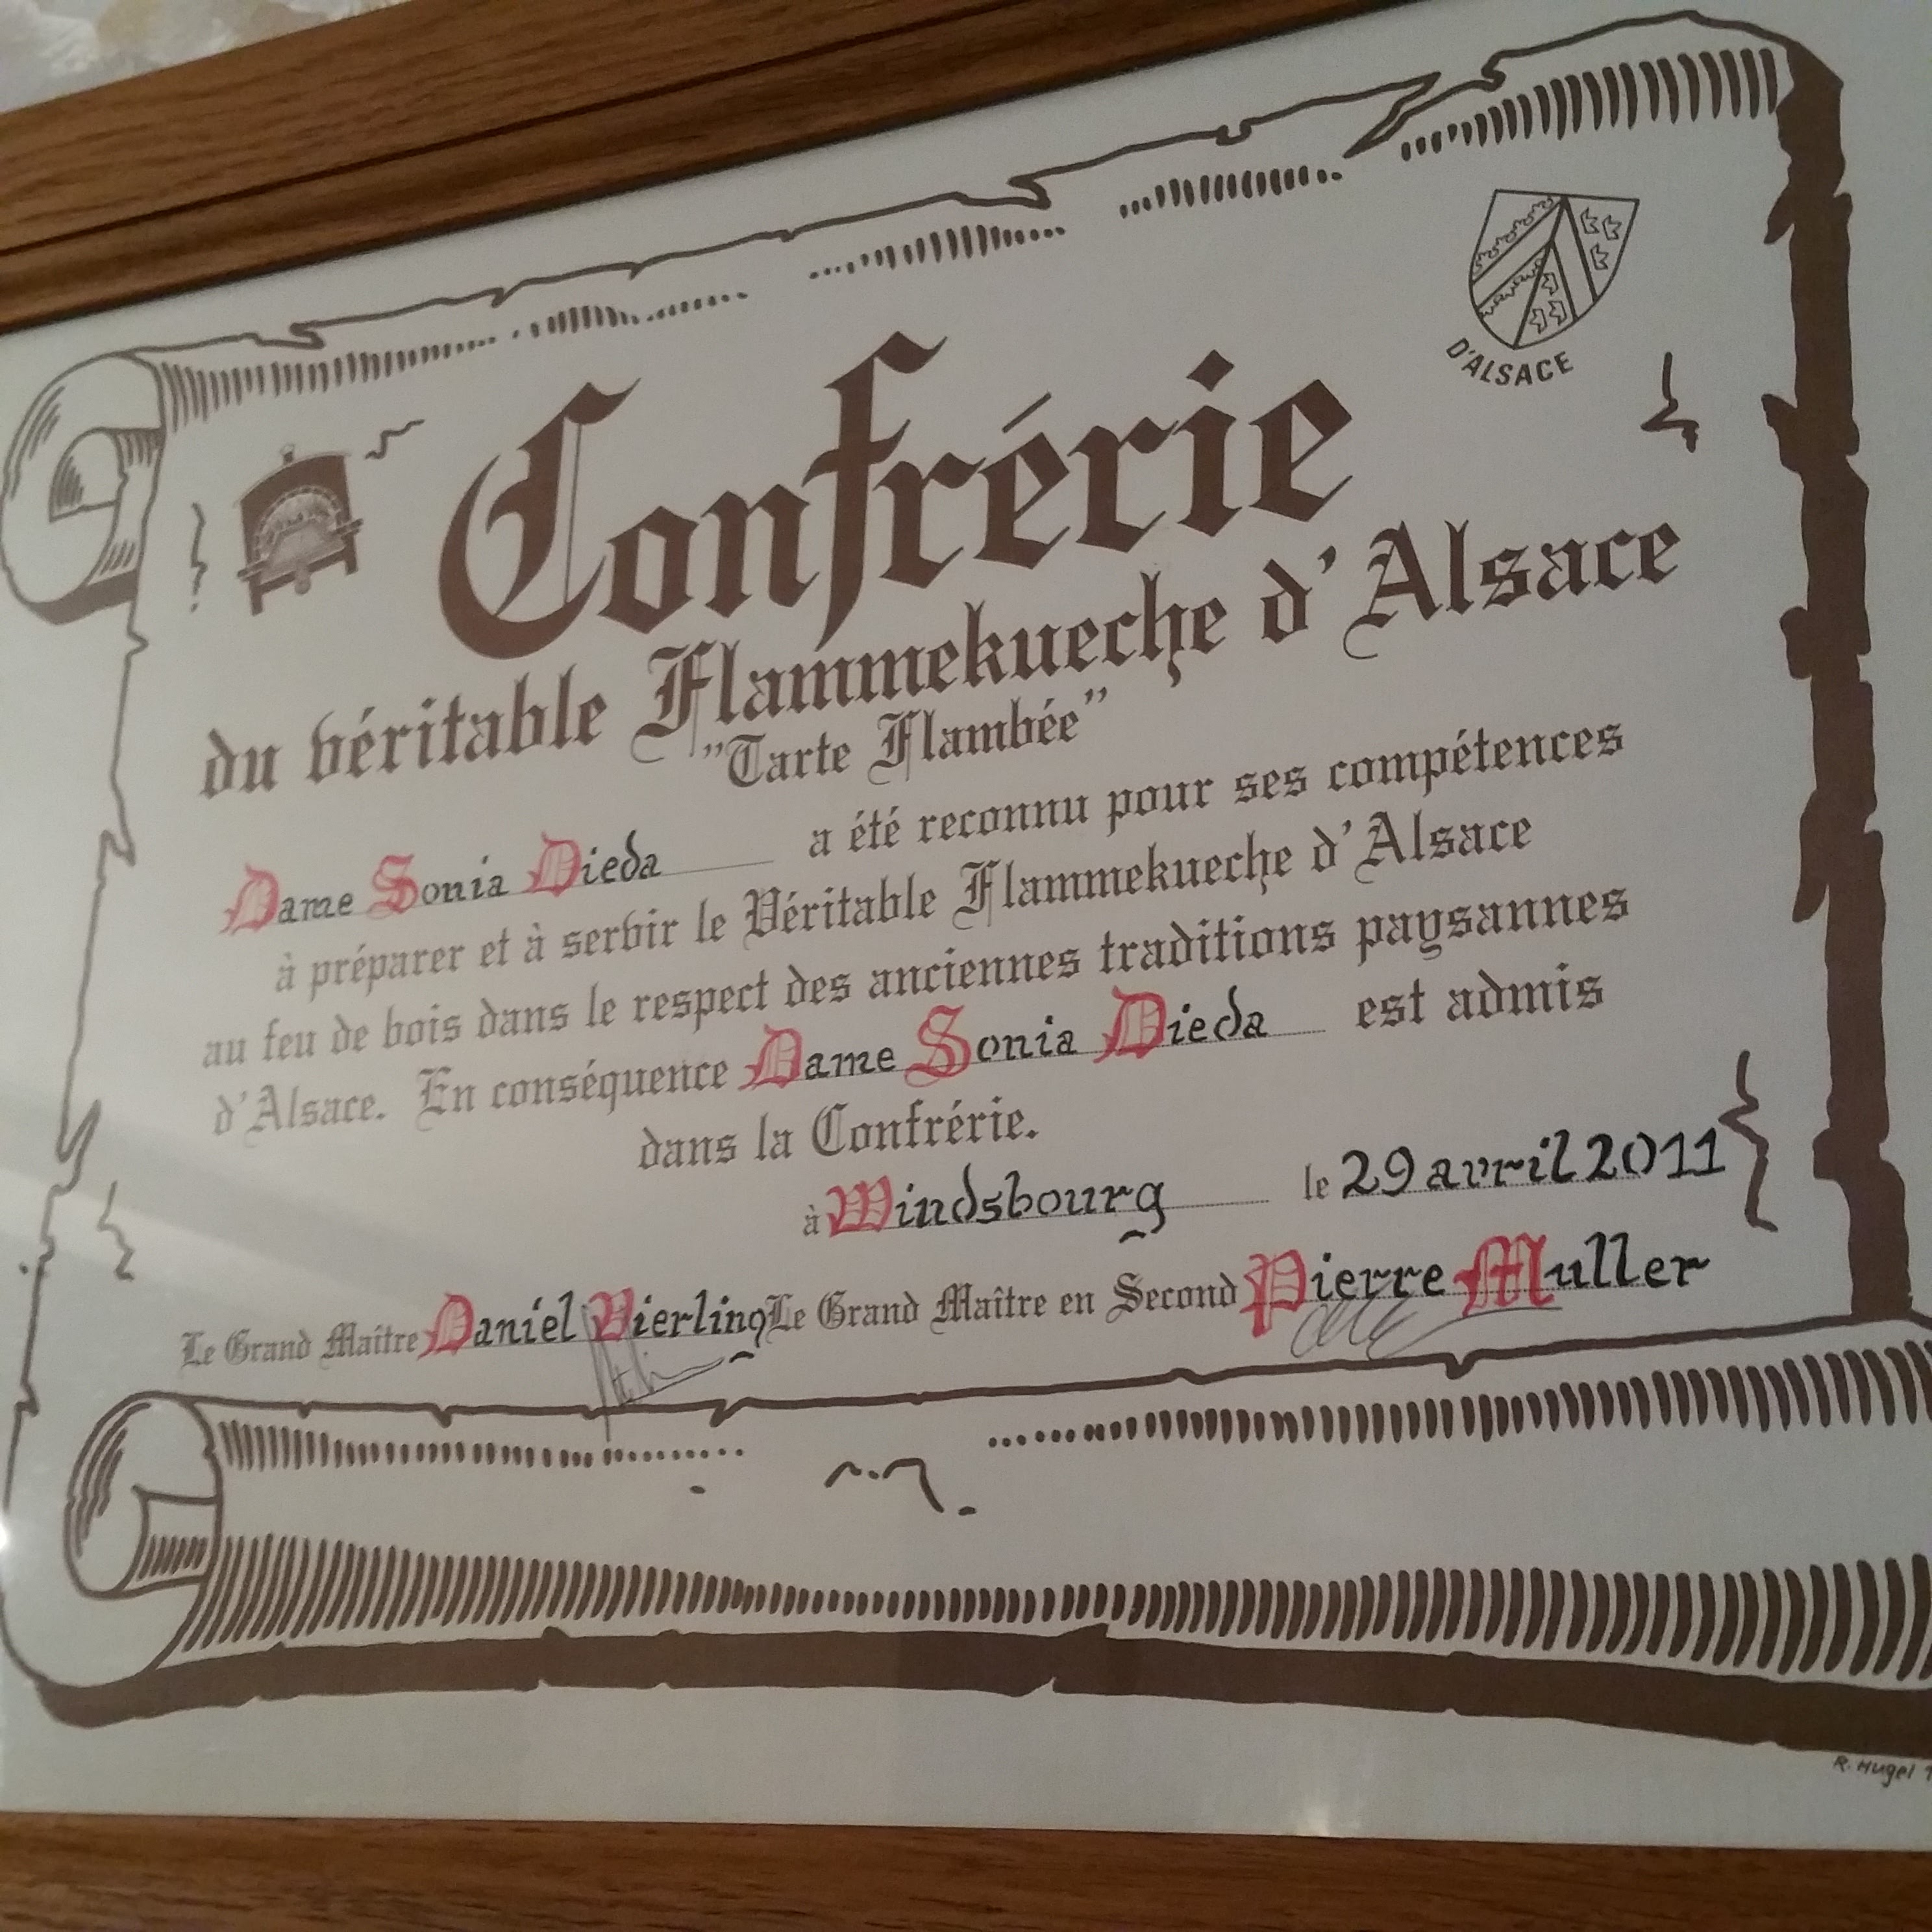 D'ALSACE
Confrérie
du véritable Flammekueche d'Alsace
"Tarte Flambée"
Dame Sonia Dieda a été reconnu pour ses compétences
à préparer et à servir le Véritable Flammekueche d'Alsace
au feu de bois dans le respect des anciennes traditions paysannes
d'Alsace. En conséquence Dame Sonia Dieda est admis
dans la Confrérie.
à Windsbourg le 29 avril 2011
Le Grand Maître Daniel Bierling Le Grand Maître en Second Pierre Muller
R. Hugel